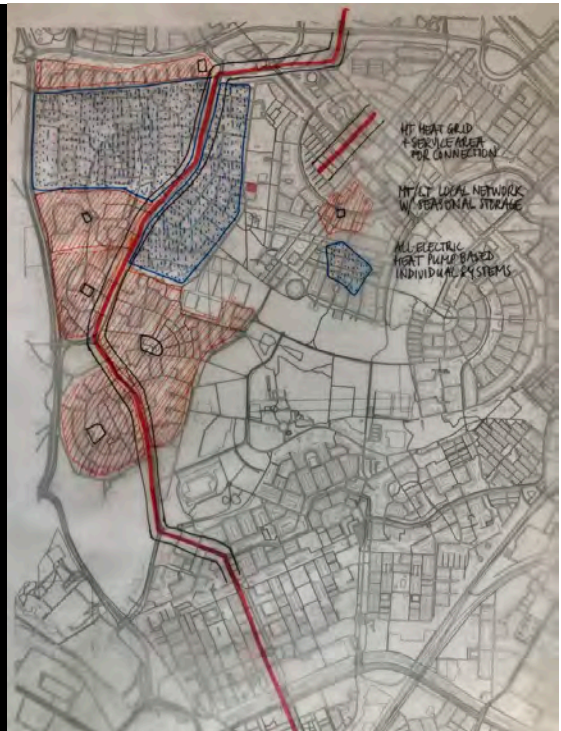 HT HEAT GRID
+ SERVICE AREA
FOR CONNECTION
MT/LT LOCAL NETWORK
W/ SEASONAL STORAGE
ALL-ELECTRIC
HEAT PUMP BASED
INDIVIDUAL SYSTEMS